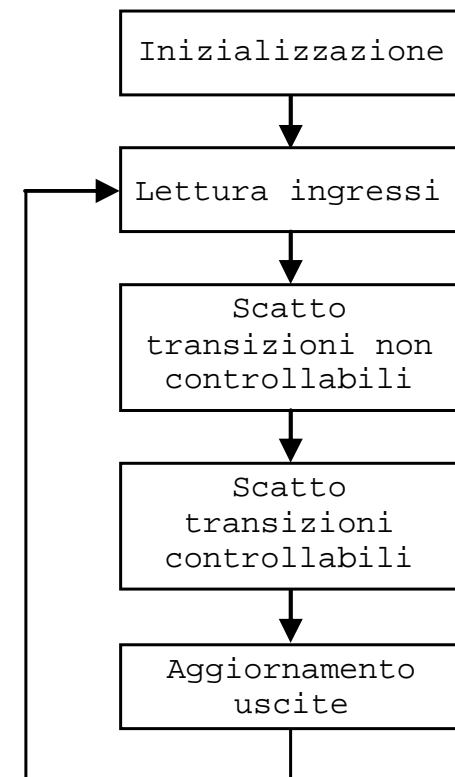 Inizializzazione
Lettura ingressi
Scatto
transizioni non
controllabili
Scatto
transizioni
controllabili
Aggiornamento
uscite